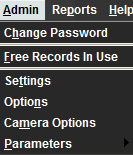 Admin Reports Help
Change Password
Free Records In Use
Settings
Options
Camera Options
Parameters